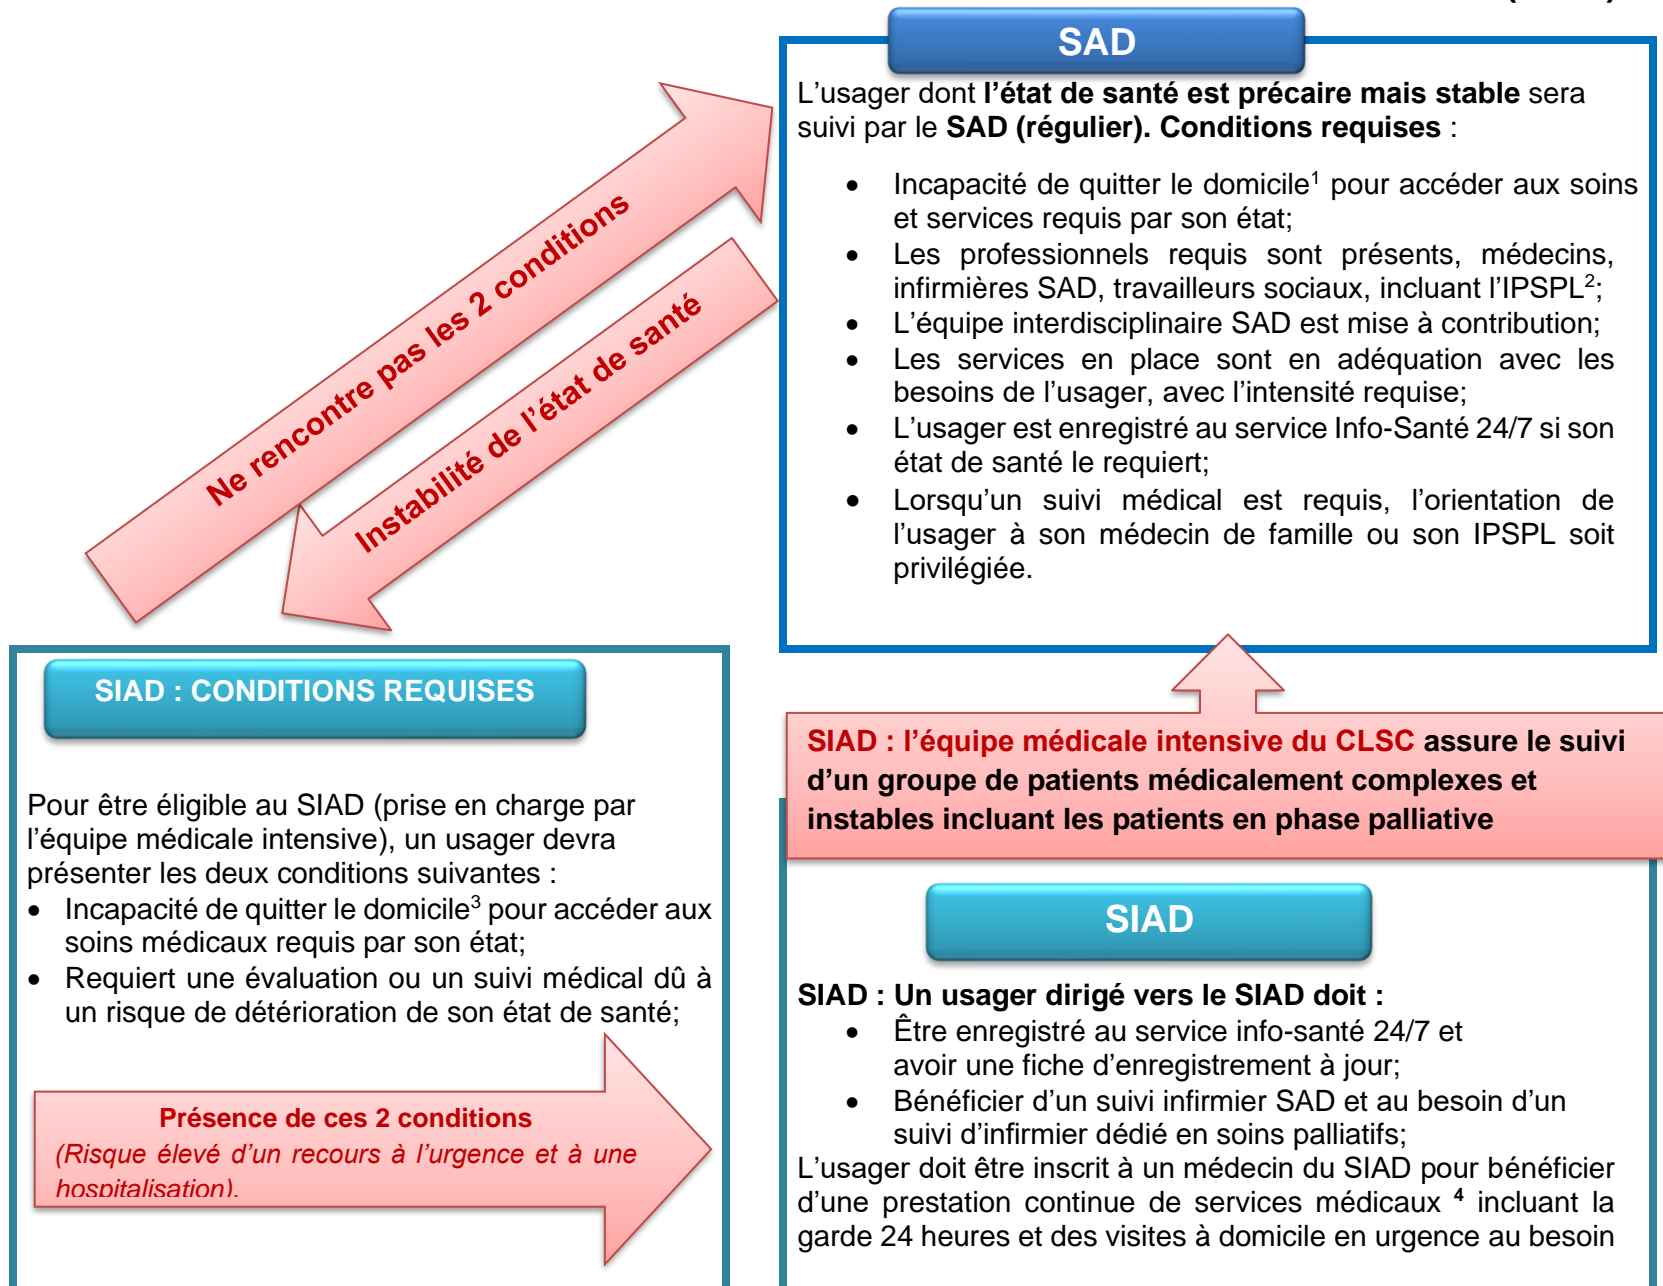 SAD
L’usager dont l’état de santé est précaire mais stable sera
suivi par le SAD (régulier). Conditions requises :
• Incapacité de quitter le domicile1 pour accéder aux soins
et services requis par son état;
• Les professionnels requis sont présents, médecins,
infirmières SAD, travailleurs sociaux, incluant l’IPSPL2;
• L’équipe interdisciplinaire SAD est mise à contribution;
• Les services en place sont en adéquation avec les
besoins de l’usager, avec l’intensité requise;
• L’usager est enregistré au service Info-Santé 24/7 si son
état de santé le requiert;
• Lorsqu’un suivi médical est requis, l’orientation de
l’usager à son médecin de famille ou son IPSPL soit
privilégiée.
Ne rencontre pas les 2 conditions
Instabilité de l’état de santé
SIAD : CONDITIONS REQUISES
Pour être éligible au SIAD (prise en charge par
l’équipe médicale intensive), un usager devra
présenter les deux conditions suivantes :
• Incapacité de quitter le domicile3 pour accéder aux
soins médicaux requis par son état;
• Requiert une évaluation ou un suivi médical dû à
un risque de détérioration de son état de santé;
Présence de ces 2 conditions
(Risque élevé d’un recours à l’urgence et à une
hospitalisation).
SIAD : l’équipe médicale intensive du CLSC assure le suivi
d’un groupe de patients médicalement complexes et
instables incluant les patients en phase palliative
SIAD
SIAD : Un usager dirigé vers le SIAD doit :
• Être enregistré au service info-santé 24/7 et
avoir une fiche d’enregistrement à jour;
• Bénéficier d’un suivi infirmier SAD et au besoin d’un
suivi d’infirmier dédié en soins palliatifs;
L’usager doit être inscrit à un médecin du SIAD pour bénéficier
d’une prestation continue de services médicaux 4 incluant la
garde 24 heures et des visites à domicile en urgence au besoin